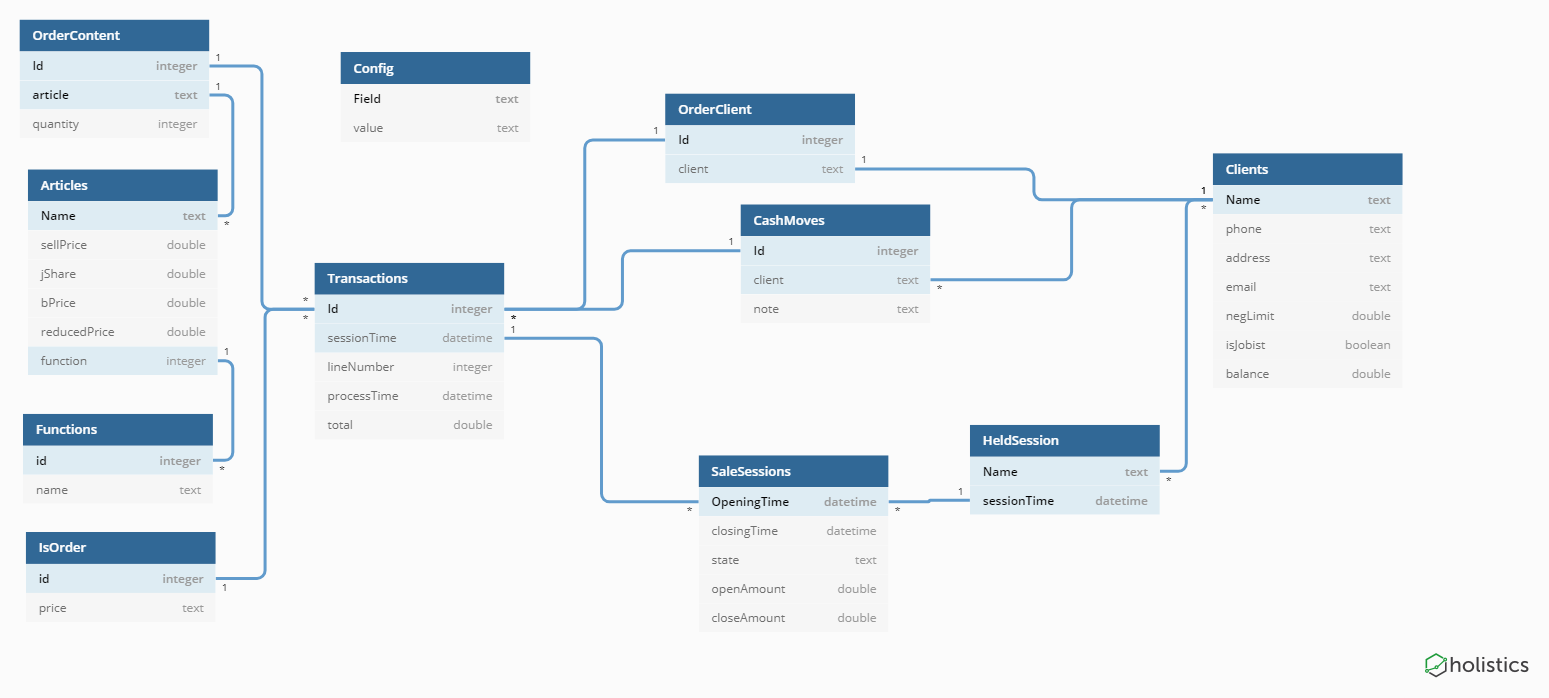 OrderContent
Id integer
article text
quantity integer
1
1
Articles
Name text
sellPrice double
jShare double
bPrice double
reducedPrice double
function integer
*
1
Functions
id integer
name text
*
IsOrder
id integer
price text
1
Config
Field text
value text
Transactions
Id integer
sessionTime datetime
lineNumber integer
processTime datetime
total double
*
*
*
1
OrderClient
Id integer
client text
1
1
CashMoves
Id integer
client text
note text
1
*
SaleSessions
OpeningTime datetime
closingTime datetime
state text
openAmount double
closeAmount double
*
*
HeldSession
Name text
sessionTime datetime
*
1
Clients
Name text
phone text
address text
email text
negLimit double
isJobist boolean
balance double
1
*
holistics